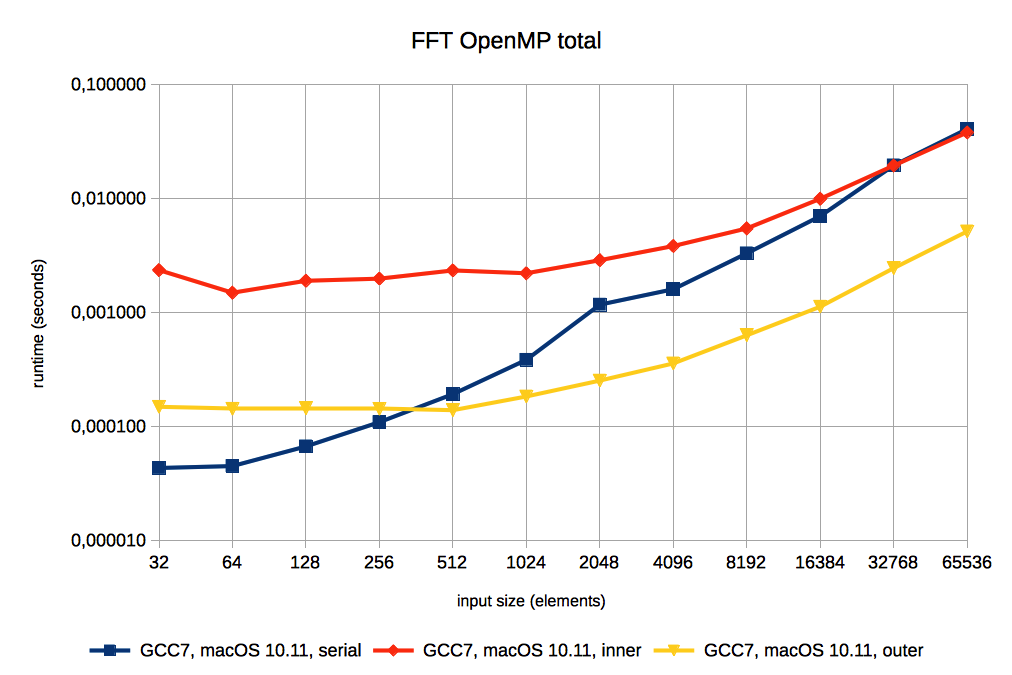 FFT OpenMP total
0,100000
0,010000
0,001000
0,000100
0,000010
runtime (seconds)
32 64 128 256 512 1024 2048 4096 8192 16384 32768 65536
input size (elements)
GCC7, macOS 10.11, serial GCC7, macOS 10.11, inner GCC7, macOS 10.11, outer